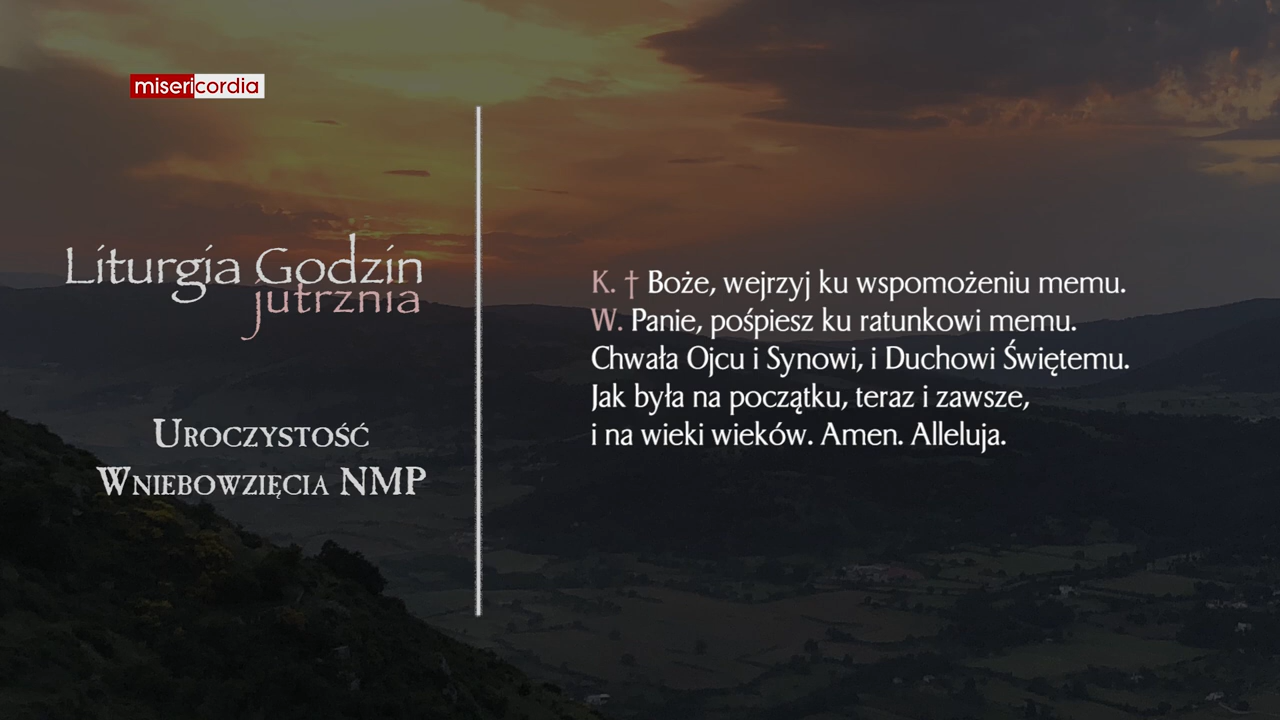 misericordia
Liturgia Godzin
jutrznia
Uroczystość
Wniebowzięcia NMP
K. † Boże, wejrzyj ku wspomożeniu memu.
W. Panie, pośpiesz ku ratunkowi memu.
Chwała Ojcu i Synowi, i Duchowi Świętemu.
Jak była na początku, teraz i zawsze,
i na wieki wieków. Amen. Alleluja.